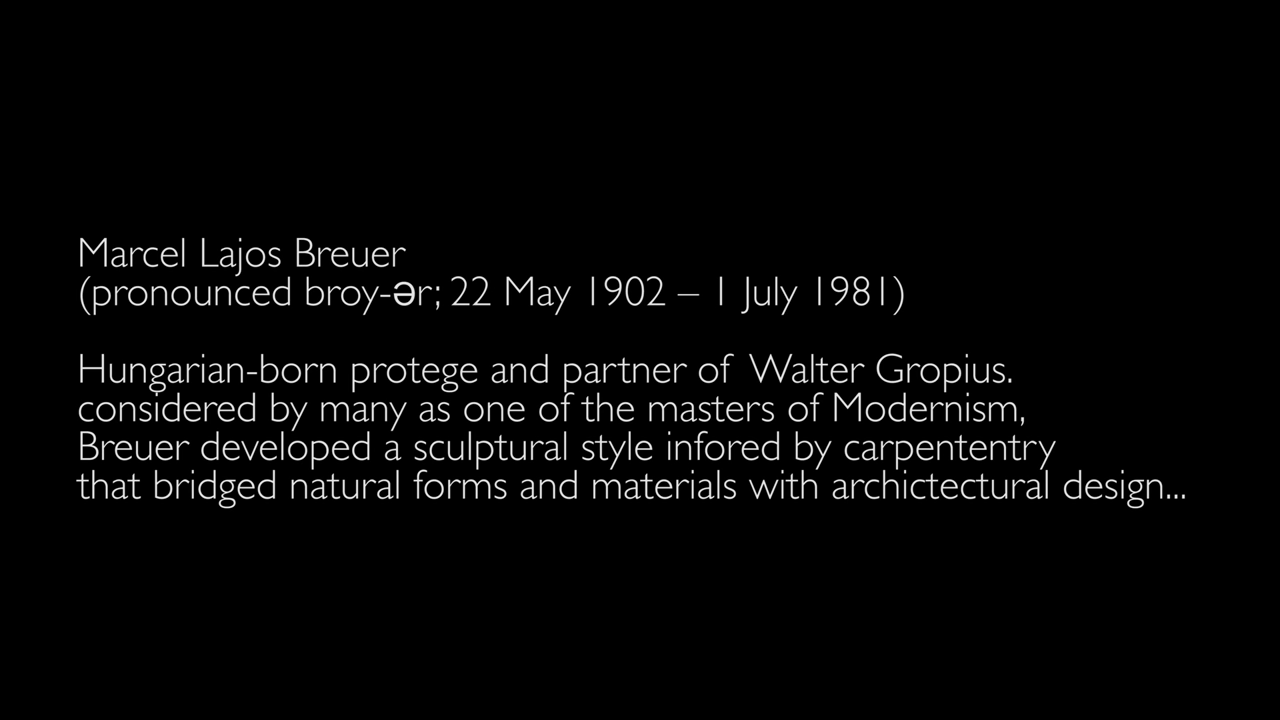 Marcel Lajos Breuer
(pronounced broy-ər; 22 May 1902 – 1 July 1981)
Hungarian-born protege and partner of Walter Gropius.
considered by many as one of the masters of Modernism,
Breuer developed a sculptural style infored by carpententry
that bridged natural forms and materials with archictectural design...